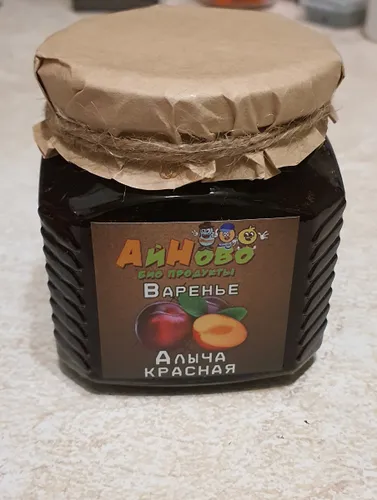 АйНово
БИО ПРОДУКТЫ
ВАРЕНЬЕ
АЛЫЧА
КРАСНАЯ